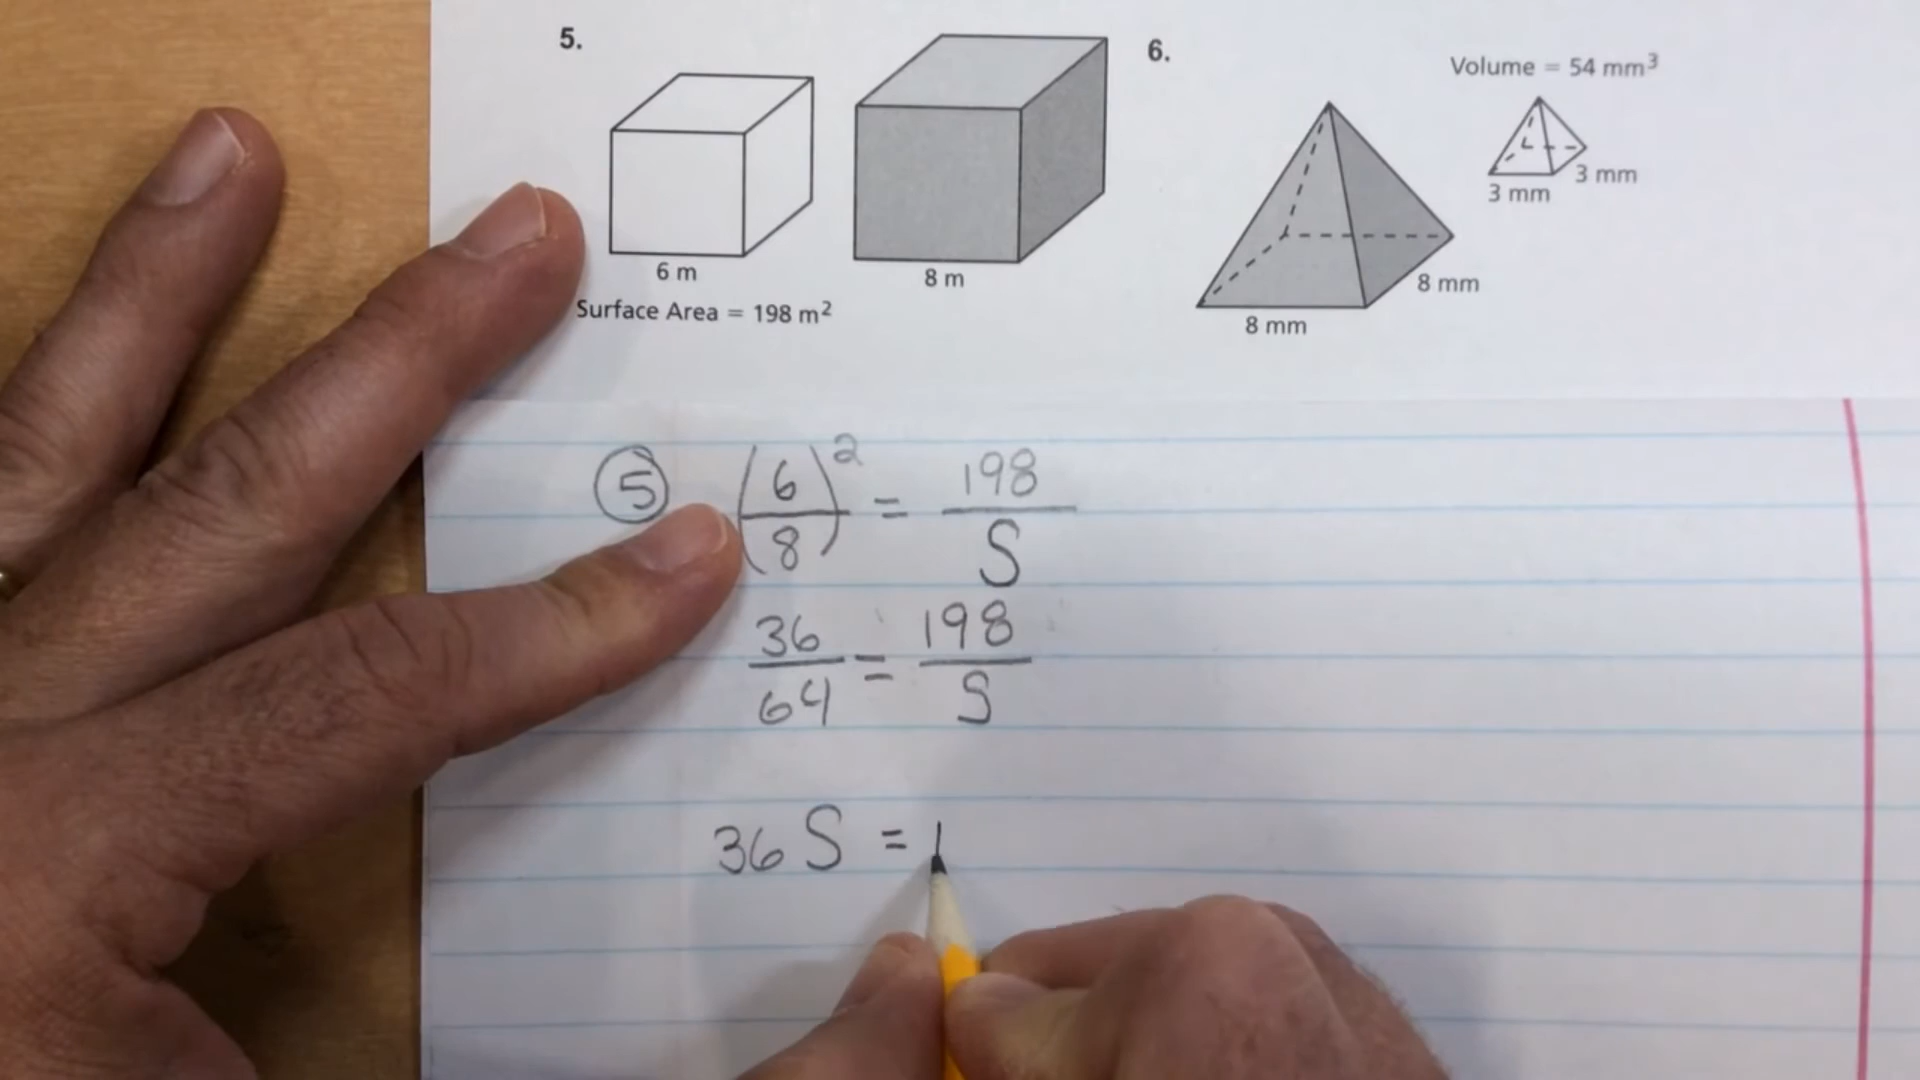 5.
6 m
8 m
Surface Area = 198 m²
6.
Volume = 54 mm³
3 mm
3 mm
8 mm
8 mm
⑤ (6/8)² = 198/S
36/64 = 198/S
36 S = 1